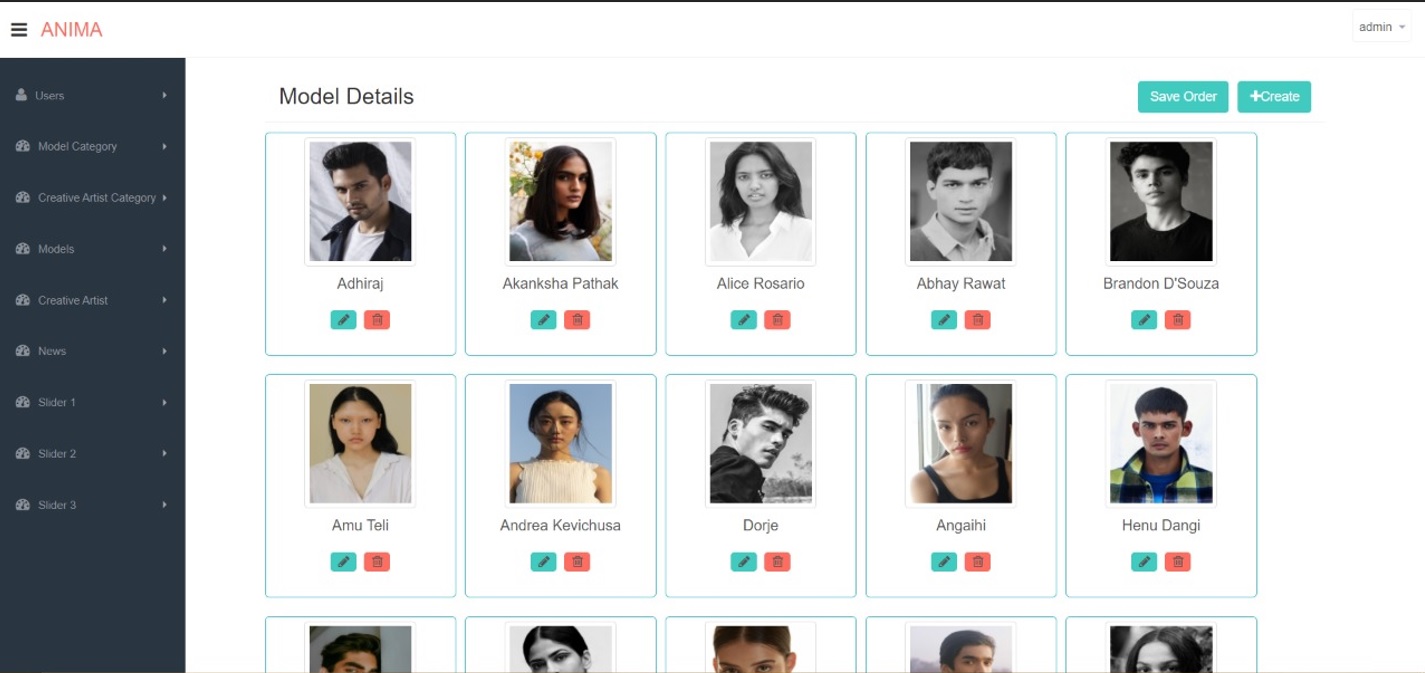 ANIMA
admin
Users
Model Category
Creative Artist Category
Models
Creative Artist
News
Slider 1
Slider 2
Slider 3
Model Details
Save Order
+Create
Adhiraj
Akanksha Pathak
Alice Rosario
Abhay Rawat
Brandon D'Souza
Amu Teli
Andrea Kevichusa
Dorje
Angaihi
Henu Dangi